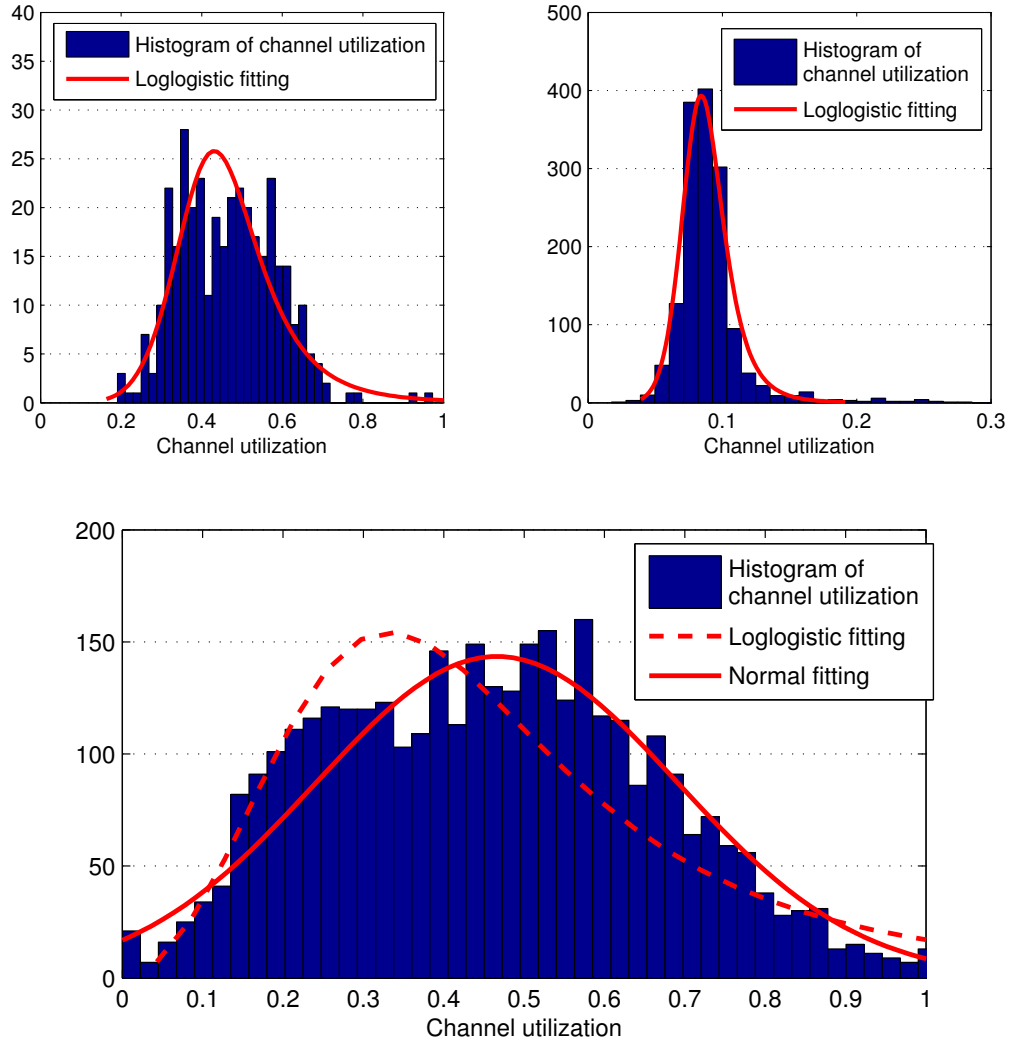 40
35
30
25
20
15
10
5
0
Histogram of channel utilization
Loglogistic fitting
0 0.2 0.4 0.6 0.8 1
Channel utilization
500
400
300
200
100
0
Histogram of
channel utilization
Loglogistic fitting
0 0.1 0.2 0.3
Channel utilization
200
150
100
50
0
Histogram of
channel utilization
Loglogistic fitting
Normal fitting
0 0.1 0.2 0.3 0.4 0.5 0.6 0.7 0.8 0.9 1
Channel utilization